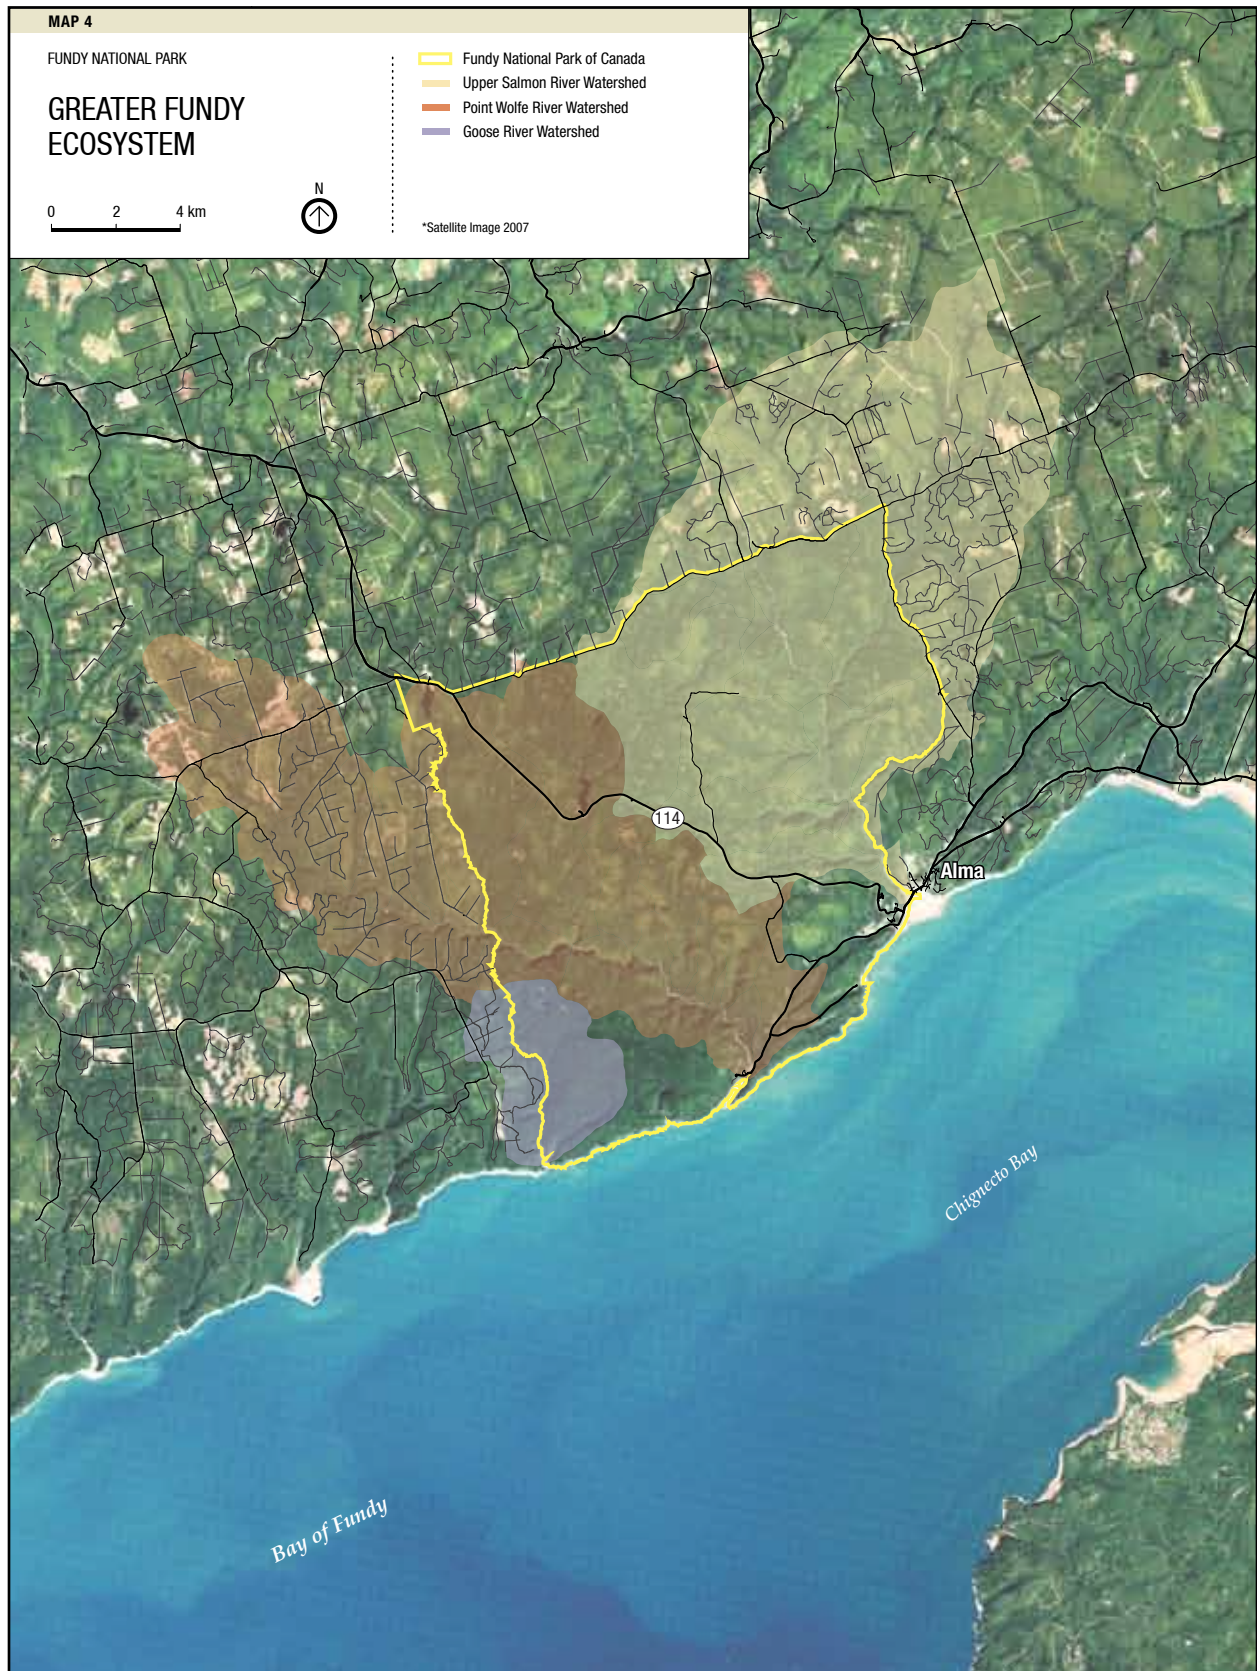 MAP 4
FUNDY NATIONAL PARK
GREATER FUNDY
ECOSYSTEM
0 2 4 km
N
Fundy National Park of Canada
Upper Salmon River Watershed
Point Wolfe River Watershed
Goose River Watershed
*Satellite Image 2007
114
Alma
Chignecto Bay
Bay of Fundy